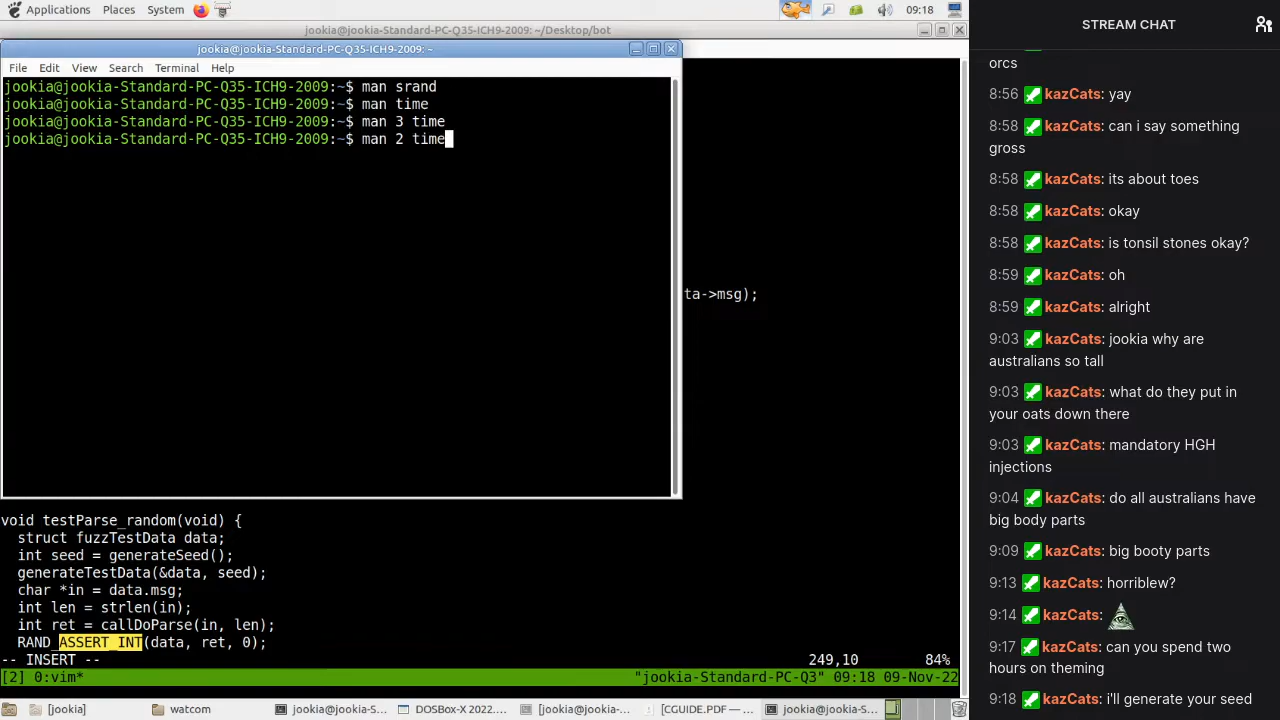 Applications Places System 09:18
jookia@jookia-Standard-PC-Q35-ICH9-2009: ~/Desktop/bot
jookia@jookia-Standard-PC-Q35-ICH9-2009: ~
File Edit View Search Terminal Help
jookia@jookia-Standard-PC-Q35-ICH9-2009:~$ man srand
jookia@jookia-Standard-PC-Q35-ICH9-2009:~$ man time
jookia@jookia-Standard-PC-Q35-ICH9-2009:~$ man 3 time
jookia@jookia-Standard-PC-Q35-ICH9-2009:~$ man 2 time
ta->msg);
void testParse_random(void) {
struct fuzzTestData data;
int seed = generateSeed();
generateTestData(&data, seed);
char *in = data.msg;
int len = strlen(in);
int ret = callDoParse(in, len);
RAND_ASSERT_INT(data, ret, 0);
-- INSERT -- 249,10 84%
[2] 0:vim* "jookia-Standard-PC-Q3" 09:18 09-Nov-22
[jookia] watcom jookia@jookia-S... DOSBox-X 2022.... [jookia@jookia-... [CGUIDE.PDF — ... jookia@jookia-S...
STREAM CHAT
orcs
8:56 kazCats: yay
8:58 kazCats: can i say something
gross
8:58 kazCats: its about toes
8:58 kazCats: okay
8:58 kazCats: is tonsil stones okay?
8:59 kazCats: oh
8:59 kazCats: alright
9:03 kazCats: jookia why are
australians so tall
9:03 kazCats: what do they put in
your oats down there
9:03 kazCats: mandatory HGH
injections
9:04 kazCats: do all australians have
big body parts
9:09 kazCats: big booty parts
9:13 kazCats: horriblew?
9:14 kazCats:
9:17 kazCats: can you spend two
hours on theming
9:18 kazCats: i'll generate your seed